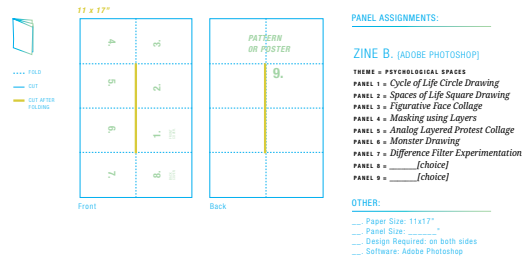 11 x 17"
FOLD
CUT
CUT AFTER
FOLDING
4.
3.
5.
2.
6.
1.
7.
8.
Front
PATTERN
OR POSTER
9.
Back
PANEL ASSIGNMENTS:
ZINE B. (ADOBE PHOTOSHOP)
THEME = PSYCHOLOGICAL SPACES
PANEL 1 = Cycle of Life Circle Drawing
PANEL 2 = Spaces of Life Square Drawing
PANEL 3 = Figurative Face Collage
PANEL 4 = Masking using Layers
PANEL 5 = Analog Layered Protest Collage
PANEL 6 = Monster Drawing
PANEL 7 = Difference Filter Experimentation
PANEL 8 = ______[choice]
PANEL 9 = ______[choice]
OTHER:
__. Paper Size: 11x17"
__. Panel Size: ______"
__. Design Required: on both sides
__. Software: Adobe Photoshop